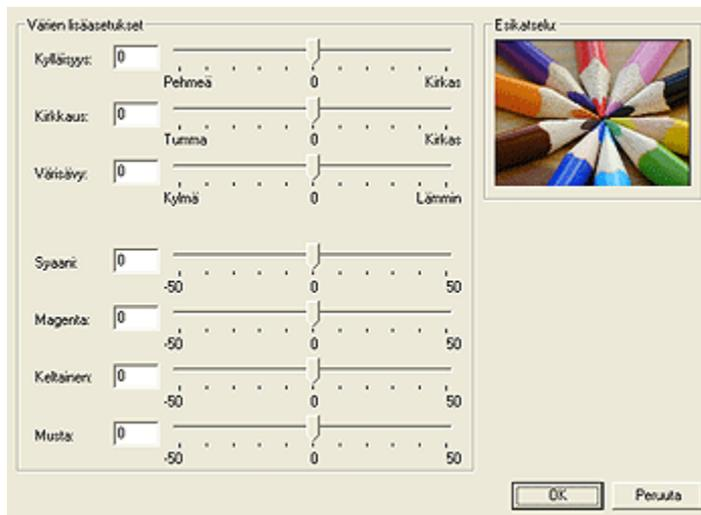 Värien lisäasetukset
Kylläisyys: 0
Pehmeä 0 Kirkas
Kirkkaus: 0
Tumma 0 Kirkas
Värisävy: 0
Kylmä 0 Lämmin
Syaani: 0
-50 0 50
Magenta: 0
-50 0 50
Keltainen: 0
-50 0 50
Musta: 0
-50 0 50
Esikatselu:
OK Peruuta